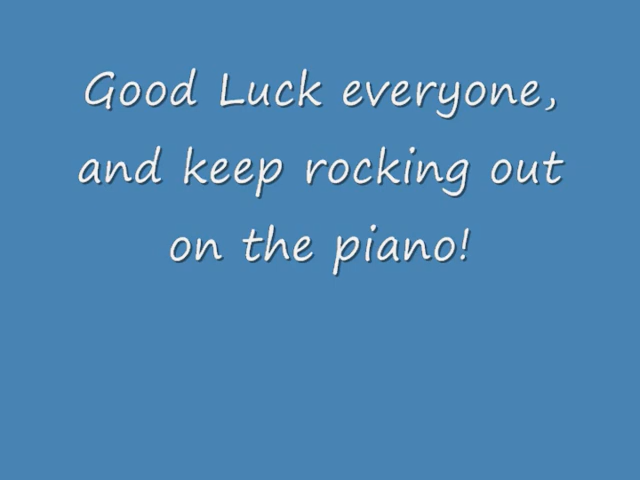 Good Luck everyone,
and keep rocking out
on the piano!